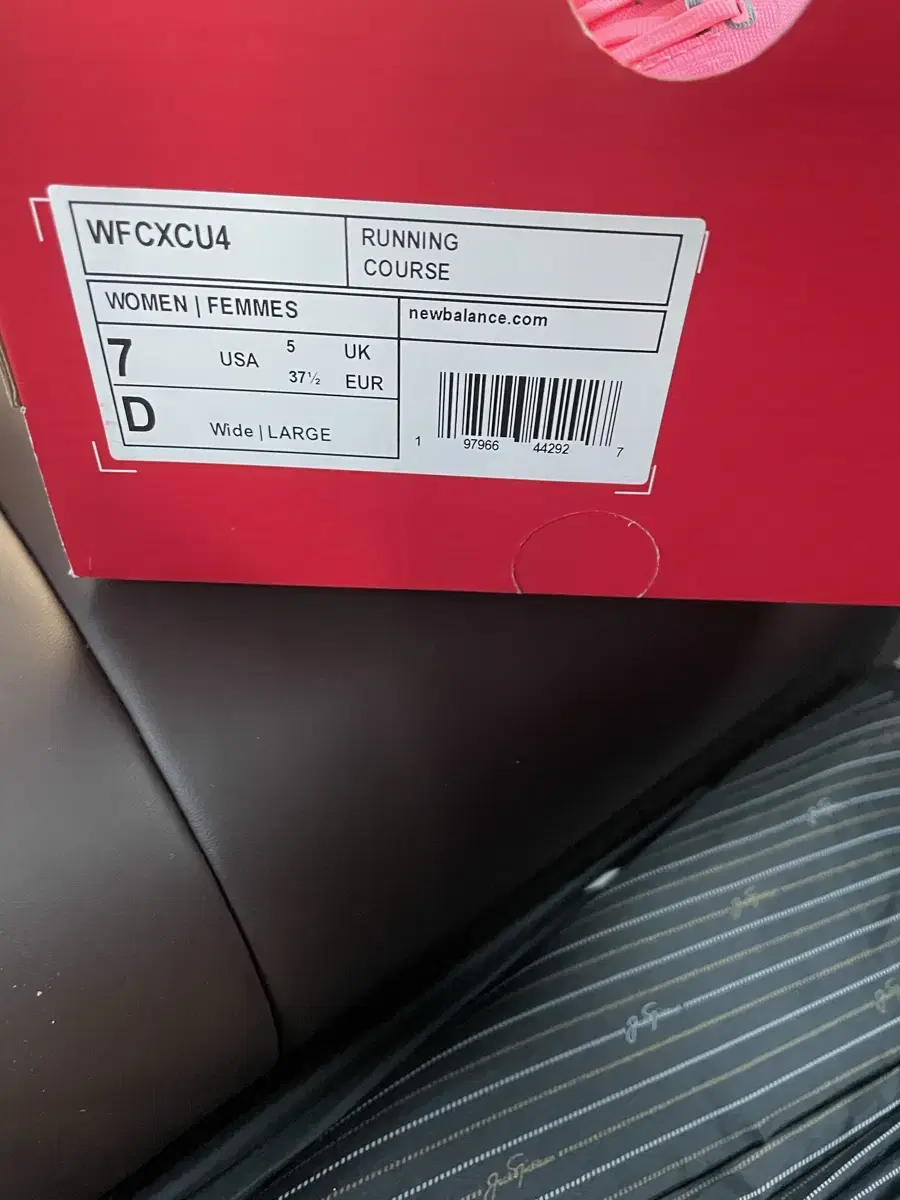 WFCXCU4
RUNNING
COURSE
WOMEN | FEMMES
newbalance.com
7 USA 5 UK
37½ EUR
D Wide | LARGE
1 97966 44292 7